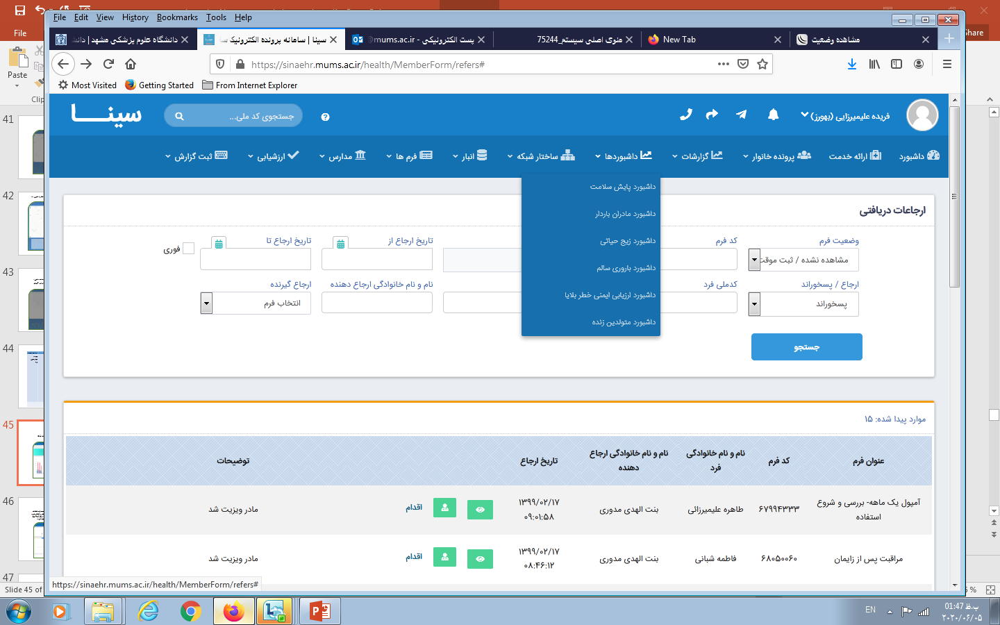 File
Paste
Clip
41
42
43
44
45
46
47
Slide 45 of
Share
File Edit View History Bookmarks Tools Help
دانشگاه علوم پزشکی مشهد | دانش
سینا | سامانه پرونده الکترونیک سا
پست الکترونیکی - @mums.ac.ir
منوی اصلی سیستم_75244
New Tab
مشاهده وضعیت
https://sinaehr.mums.ac.ir/health/MemberForm/refers#
Most Visited Getting Started From Internet Explorer
سینا
جستجوی کد ملی...
فریده علیمیرزایی (بهورز)
داشبورد ارائه خدمت پرونده خانوار گزارشات داشبوردها ساختار شبکه انبار فرم ها مدارس ارزشیابی ثبت گزارش
داشبورد پایش سلامت
داشبورد مادران باردار
داشبورد زیج حیاتی
داشبورد باروری سالم
داشبورد ارزیابی ایمنی خطر بلایا
داشبورد متولدین زنده
ارجاعات دریافتی
وضعیت فرم کد فرم تاریخ ارجاع از تاریخ ارجاع تا
مشاهده نشده / ثبت موقت فوری
ارجاع / پسخوراند کدملی فرد نام و نام خانوادگی ارجاع دهنده ارجاع گیرنده
پسخوراند انتخاب فرم
جستجو
موارد پیدا شده: ۱۵
عنوان فرم کد فرم نام و نام خانوادگی فرد نام و نام خانوادگی ارجاع دهنده تاریخ ارجاع توضیحات
آمپول یک ماهه- بررسی و شروع استفاده ۶۷۹۹۴۳۳۳ طاهره علیمیرزائی بنت الهدی مدوری ۱۳۹۹/۰۲/۱۷ ۰۹:۰۱:۵۸ اقدام مادر ویزیت شد
مراقبت پس از زایمان ۶۸۰۵۰۰۶۰ فاطمه شبانی بنت الهدی مدوری ۱۳۹۹/۰۲/۱۷ ۰۸:۴۶:۱۲ اقدام مادر ویزیت شد
https://sinaehr.mums.ac.ir/health/MemberForm/refers#
EN
01:47 ب.ظ
۲۰۲۰/۰۶/۰۵